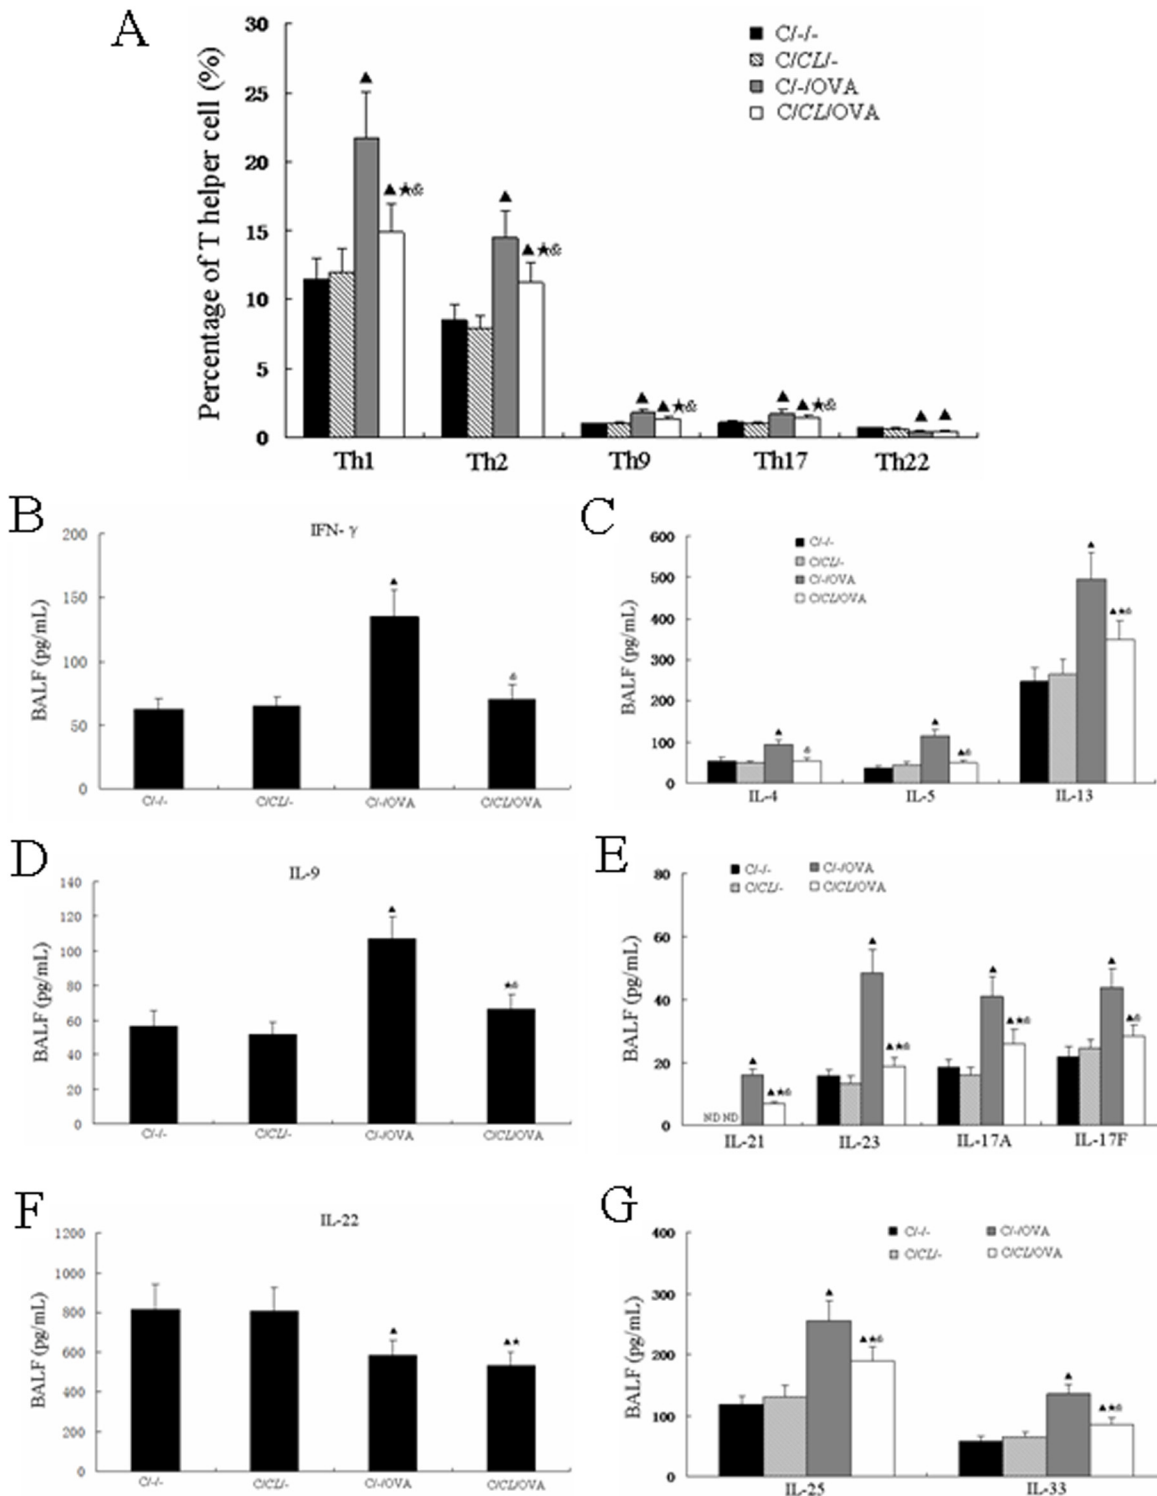 A
Percentage of T helper cell (%)
30
25
20
15
10
5
0
C/-/-
C/CL/-
C/-/OVA
C/CL/OVA
▲
▲★&
▲
▲★&
▲
▲★&
▲
▲★&
▲
▲
Th1 Th2 Th9 Th17 Th22
B
IFN- γ
BALF (pg/mL)
200
150
100
50
0
▲
&
C/-/- C/CL/- C/-/OVA C/CL/OVA
C
BALF (pg/mL)
600
500
400
300
200
100
0
C/-/-
C/CL/-
C/-/OVA
C/CL/OVA
▲
&
▲
▲&
▲
▲★&
IL-4 IL-5 IL-13
D
IL-9
BALF (pg/mL)
140
120
100
80
60
40
20
0
▲
★&
C/-/- C/CL/- C/-/OVA C/CL/OVA
E
BALF (pg/mL)
80
60
40
20
0
C/-/- C/-/OVA
C/CL/- C/CL/OVA
ND ND
▲
▲★&
▲
▲★&
▲
▲★&
▲
▲&
IL-21 IL-23 IL-17A IL-17F
F
IL-22
BALF (pg/mL)
1200
1000
800
600
400
200
0
▲
▲★
C/-/- C/CL/- C/-/OVA C/CL/OVA
G
BALF (pg/mL)
400
300
200
100
0
C/-/- C/-/OVA
C/CL/- C/CL/OVA
▲
▲★&
▲
▲★&
IL-25 IL-33